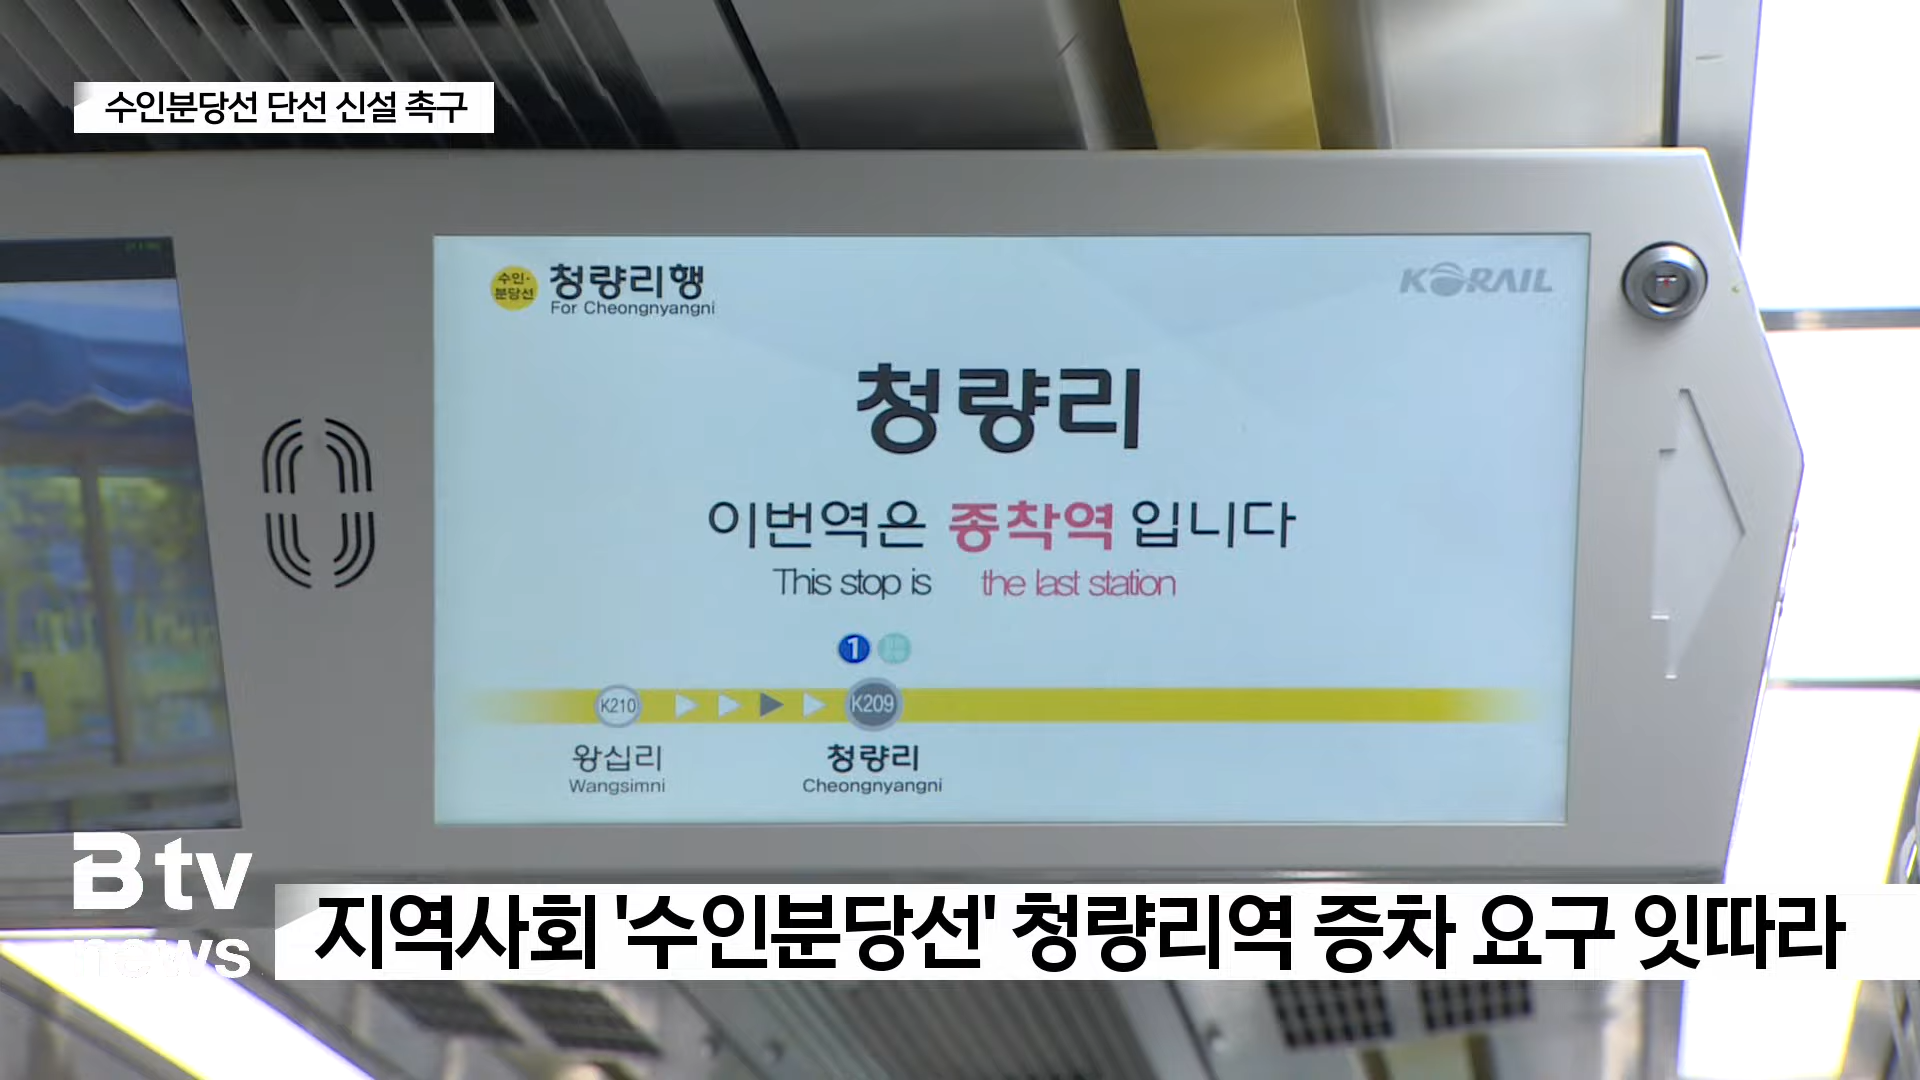 수인분당선 단선 신설 촉구
수인·
분당선
청량리행
For Cheongnyangni
KORAIL
청량리
이번역은 종착역 입니다
This stop is the last station
1
K210
K209
왕십리
청량리
Wangsimni
Cheongnyangni
B tv
news
지역사회 '수인분당선' 청량리역 증차 요구 잇따라